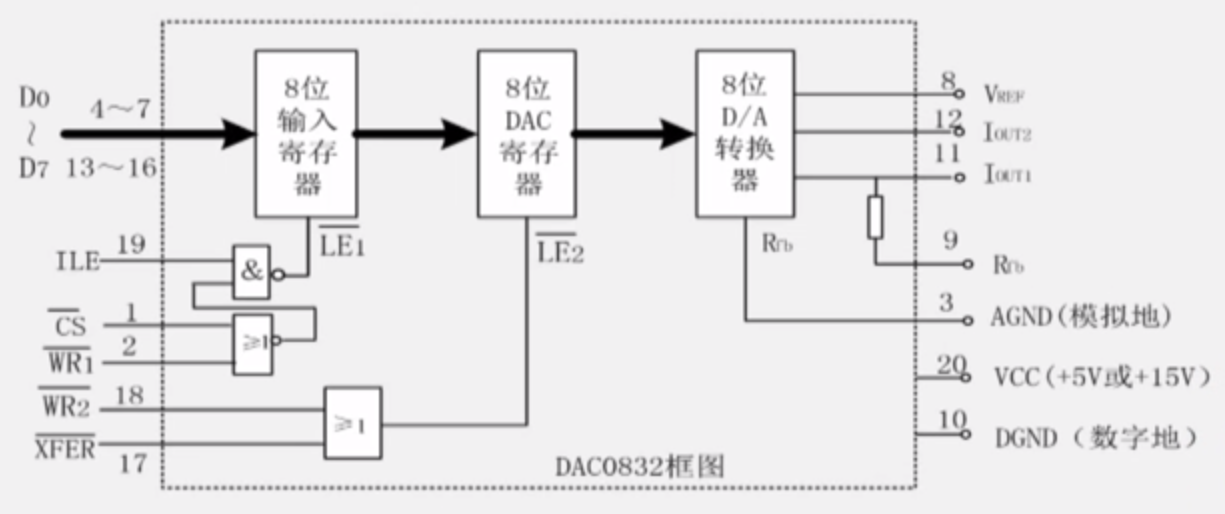 D0
~
D7
4～7
13～16
8位
输入
寄存
器
8位
DAC
寄存
器
8位
D/A
转换
器
8
VREF
12
IOUT2
11
IOUT1
LE1
LE2
Rfb
9
Rfb
ILE
19
&
3
AGND(模拟地)
CS
1
≥1
WR1
2
20
VCC(+5V或+15V)
WR2
18
≥1
10
DGND（数字地）
XFER
17
DAC0832框图